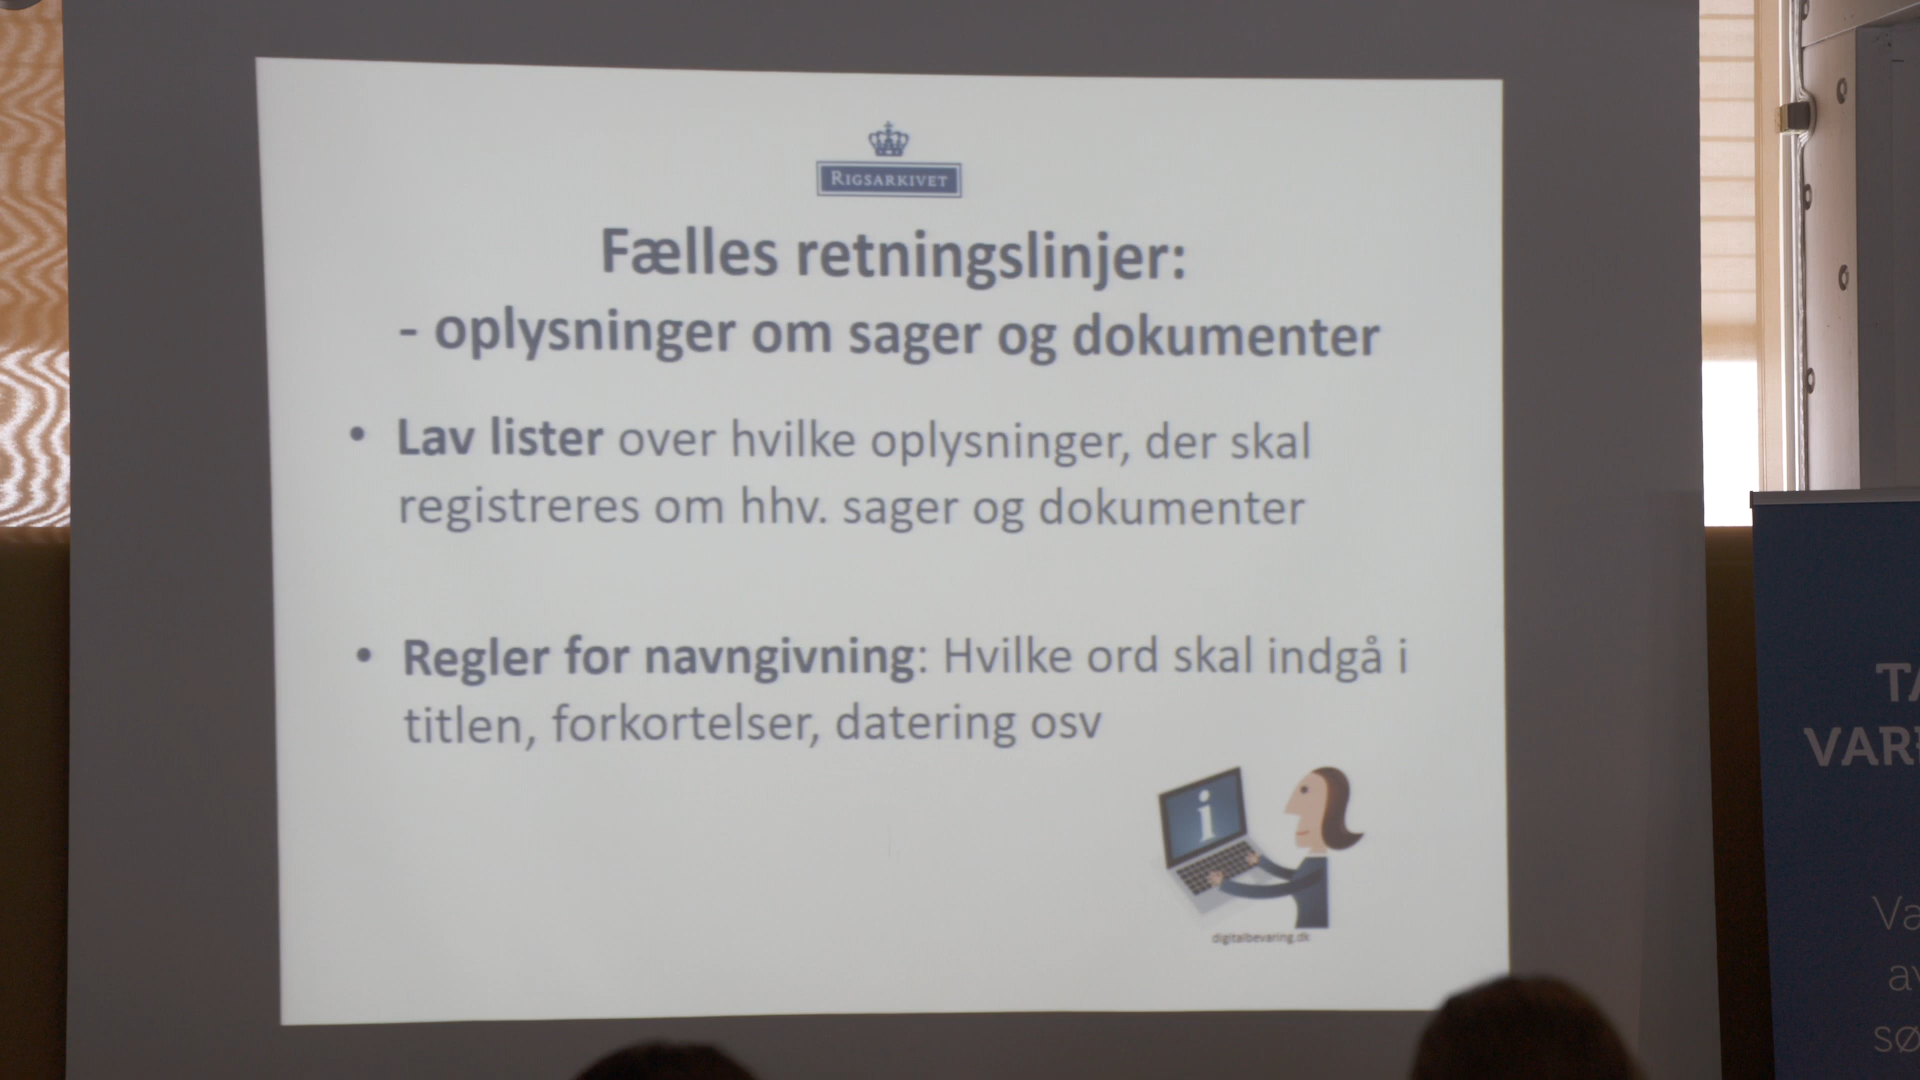 RIGSARKIVET
Fælles retningslinjer:
- oplysninger om sager og dokumenter
• Lav lister over hvilke oplysninger, der skal
registreres om hhv. sager og dokumenter
• Regler for navngivning: Hvilke ord skal indgå i
titlen, forkortelser, datering osv
i
digitalbevaring.dk